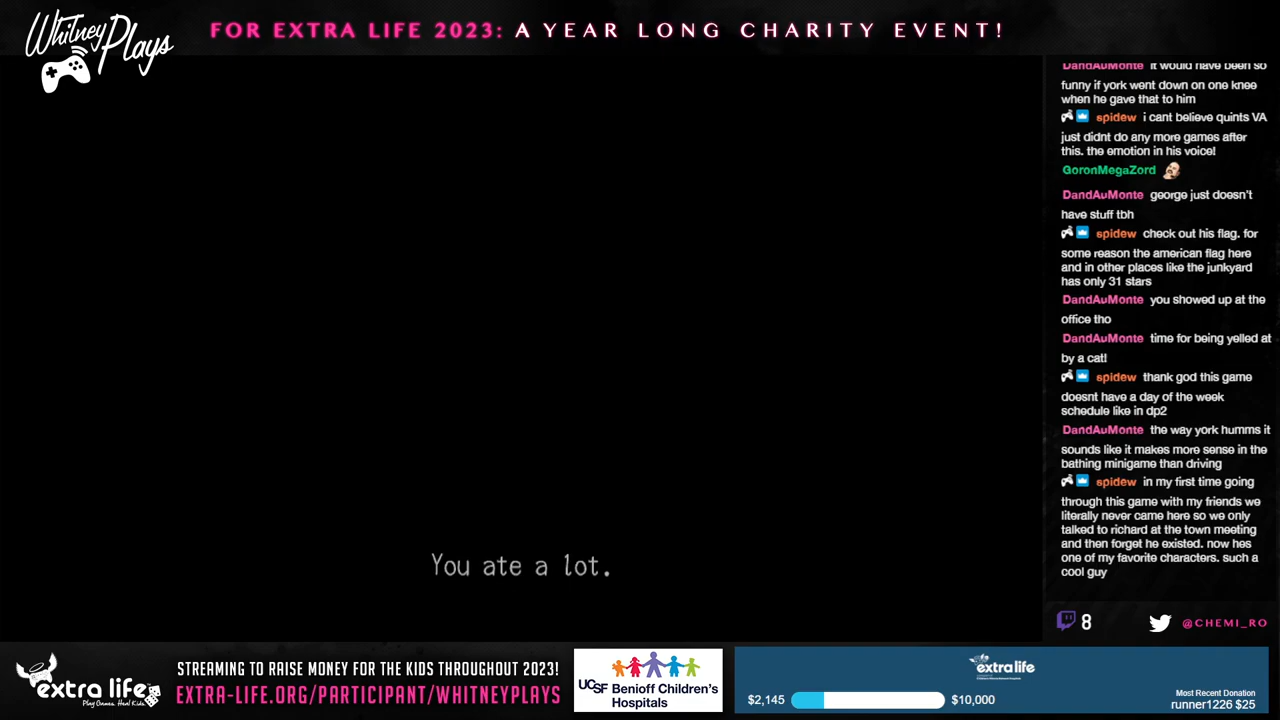 Whitney Plays
FOR EXTRA LIFE 2023: A YEAR LONG CHARITY EVENT!
DandAuMonte it would have been so
funny if york went down on one knee
when he gave that to him
spidew i cant believe quints VA
just didnt do any more games after
this. the emotion in his voice!
GoronMegaZord
DandAuMonte george just doesn't
have stuff tbh
spidew check out his flag. for
some reason the american flag here
and in other places like the junkyard
has only 31 stars
DandAuMonte you showed up at the
office tho
DandAuMonte time for being yelled at
by a cat!
spidew thank god this game
doesnt have a day of the week
schedule like in dp2
DandAuMonte the way york humms it
sounds like it makes more sense in the
bathing minigame than driving
spidew in my first time going
through this game with my friends we
literally never came here so we only
talked to richard at the town meeting
and then forget he existed. now hes
one of my favorite characters. such a
cool guy
You ate a lot.
8
@CHEMI_RO
extra life
Play Games. Heal Kids.
STREAMING TO RAISE MONEY FOR THE KIDS THROUGHOUT 2023!
EXTRA-LIFE.ORG/PARTICIPANT/WHITNEYPLAYS
UCSF Benioff Children's
Hospitals
extra life
$2,145
$10,000
Most Recent Donation
runner1226 $25